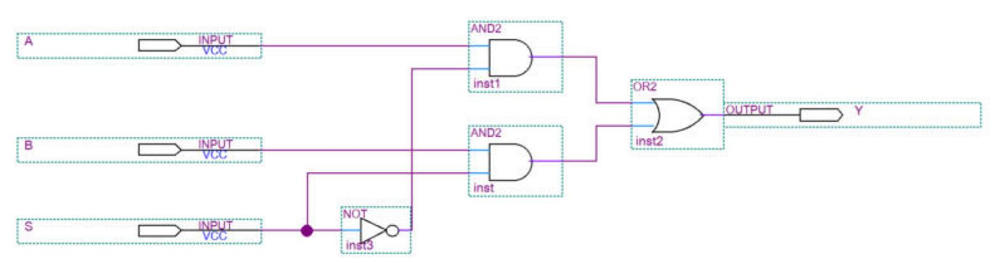 A
INPUT
VCC
AND2
inst1
OR2
inst2
OUTPUT
Y
B
INPUT
VCC
AND2
inst
S
INPUT
VCC
NOT
inst3